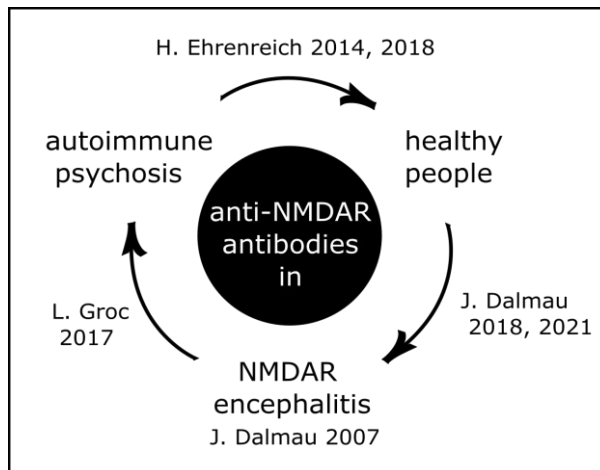 H. Ehrenreich 2014, 2018
autoimmune
psychosis
healthy
people
anti-NMDAR
antibodies
in
L. Groc
2017
J. Dalmau
2018, 2021
NMDAR
encephalitis
J. Dalmau 2007